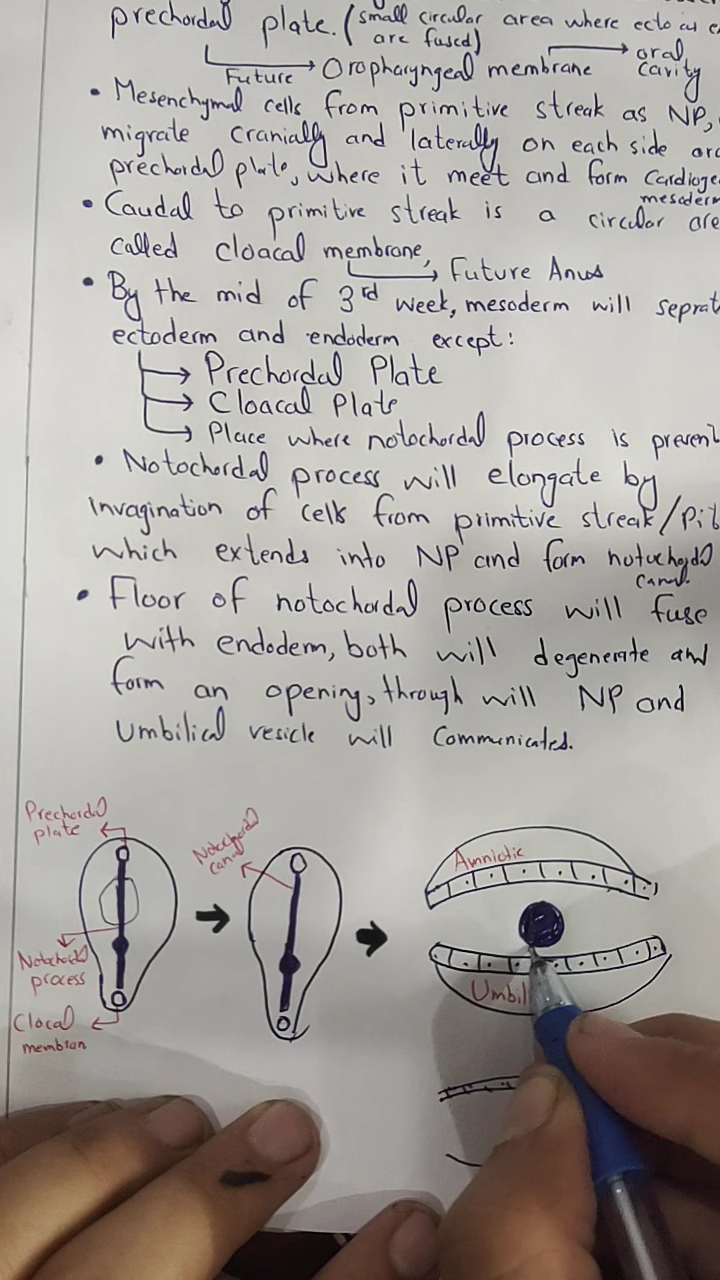 prechordal plate. (small circular area where ecto
are fused)
Future Oropharyngeal membrane oral
cavity
• Mesenchymal cells from primitive streak as NP,
migrate cranially and laterally on each side
prechordal plate, where it meet and form
mesoderm
• Caudal to primitive streak is a circular
called cloacal membrane,
Future Anus
• By the mid of 3rd week, mesoderm will seprat
ectoderm and endoderm except:
Prechordal Plate
Cloacal Plate
Place where notochordal process is present
• Notochordal process will elongate by
invagination of cells from primitive streak/Pit
which extends into NP and form notochordal
canal.
• Floor of notochordal process will fuse
with endoderm, both will degenerate and
form an opening, through will NP and
Umbilical vesicle will communicated.
Prechordal
plate
Notochordal
canal
Amniotic
Notochordal
process
Umbil
Clocal
membran